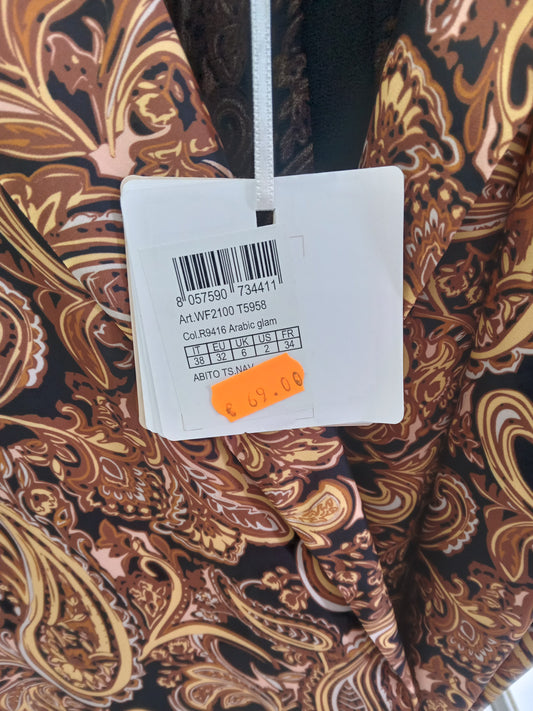 8 057590 734411
Art.WF2100 T5958
Col.R9416 Arabic glam
IT EU UK US FR
38 32 6 2 34
ABITO TS.NAV
€ 69.00